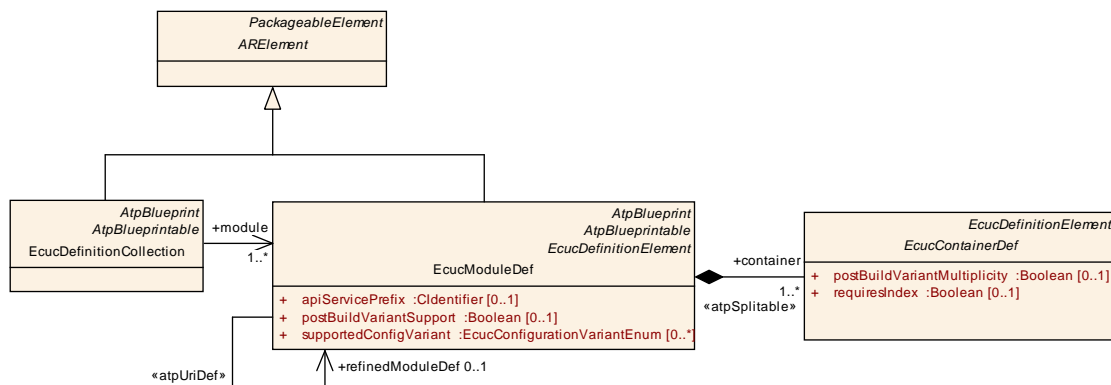 PackageableElement
ARElement
AtpBlueprint
AtpBlueprintable
EcucDefinitionCollection
+module
1..*
AtpBlueprint
AtpBlueprintable
EcucDefinitionElement
EcucModuleDef
+ apiServicePrefix :CIdentifier [0..1]
+ postBuildVariantSupport :Boolean [0..1]
+ supportedConfigVariant :EcucConfigurationVariantEnum [0..*]
+container
1..*
«atpSplitable»
EcucDefinitionElement
EcucContainerDef
+ postBuildVariantMultiplicity :Boolean [0..1]
+ requiresIndex :Boolean [0..1]
«atpUriDef»
+refinedModuleDef 0..1